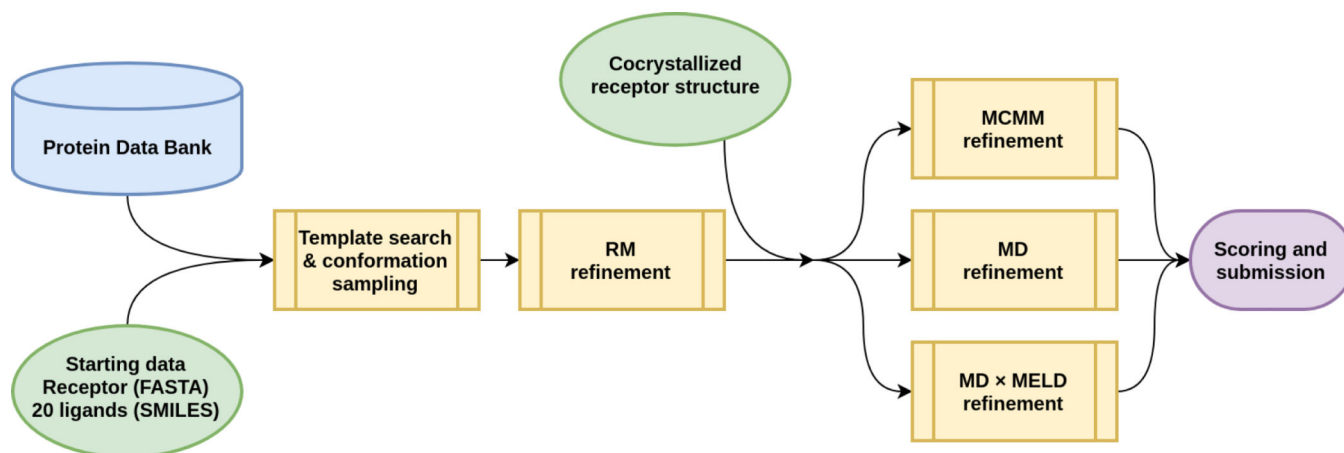 Protein Data Bank
Starting data
Receptor (FASTA)
20 ligands (SMILES)
Template search
& conformation
sampling
RM
refinement
Cocrystallized
receptor structure
MCMM
refinement
MD
refinement
MD × MELD
refinement
Scoring and
submission